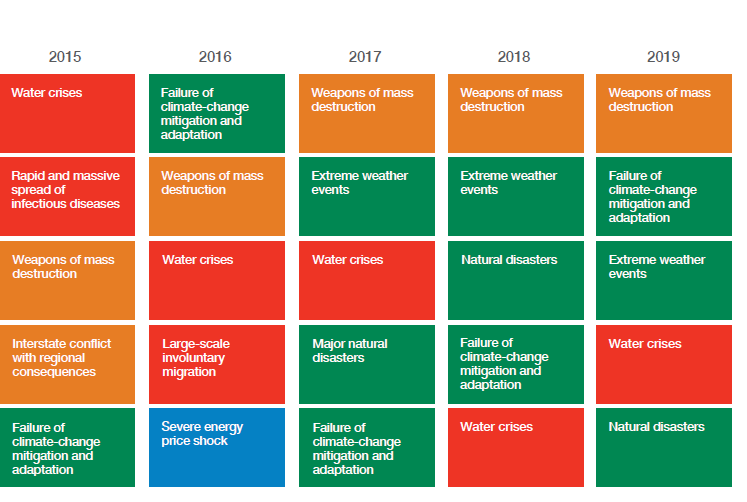 2015
2016
2017
2018
2019
Water crises
Failure of
climate-change
mitigation and
adaptation
Weapons of mass
destruction
Weapons of mass
destruction
Weapons of mass
destruction
Rapid and massive
spread of
infectious diseases
Weapons of mass
destruction
Extreme weather
events
Extreme weather
events
Failure of
climate-change
mitigation and
adaptation
Weapons of mass
destruction
Water crises
Water crises
Natural disasters
Extreme weather
events
Interstate conflict
with regional
consequences
Large-scale
involuntary
migration
Major natural
disasters
Failure of
climate-change
mitigation and
adaptation
Water crises
Failure of
climate-change
mitigation and
adaptation
Severe energy
price shock
Failure of
climate-change
mitigation and
adaptation
Water crises
Natural disasters